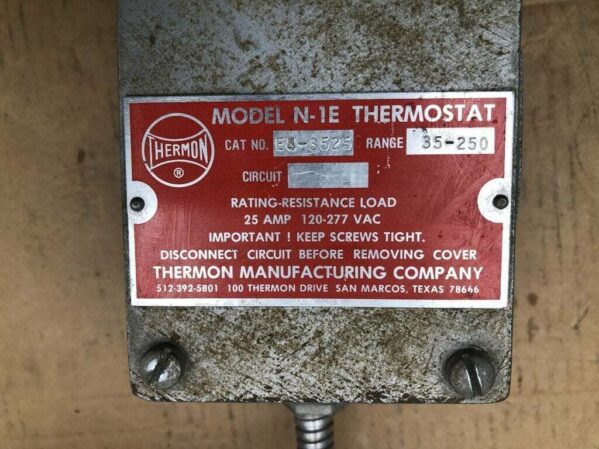 MODEL N-1E THERMOSTAT
THERMON
®
CAT NO. E4-3525 RANGE 35-250
CIRCUIT
RATING-RESISTANCE LOAD
25 AMP 120-277 VAC
IMPORTANT ! KEEP SCREWS TIGHT.
DISCONNECT CIRCUIT BEFORE REMOVING COVER
THERMON MANUFACTURING COMPANY
512-392-5801 100 THERMON DRIVE SAN MARCOS, TEXAS 78666